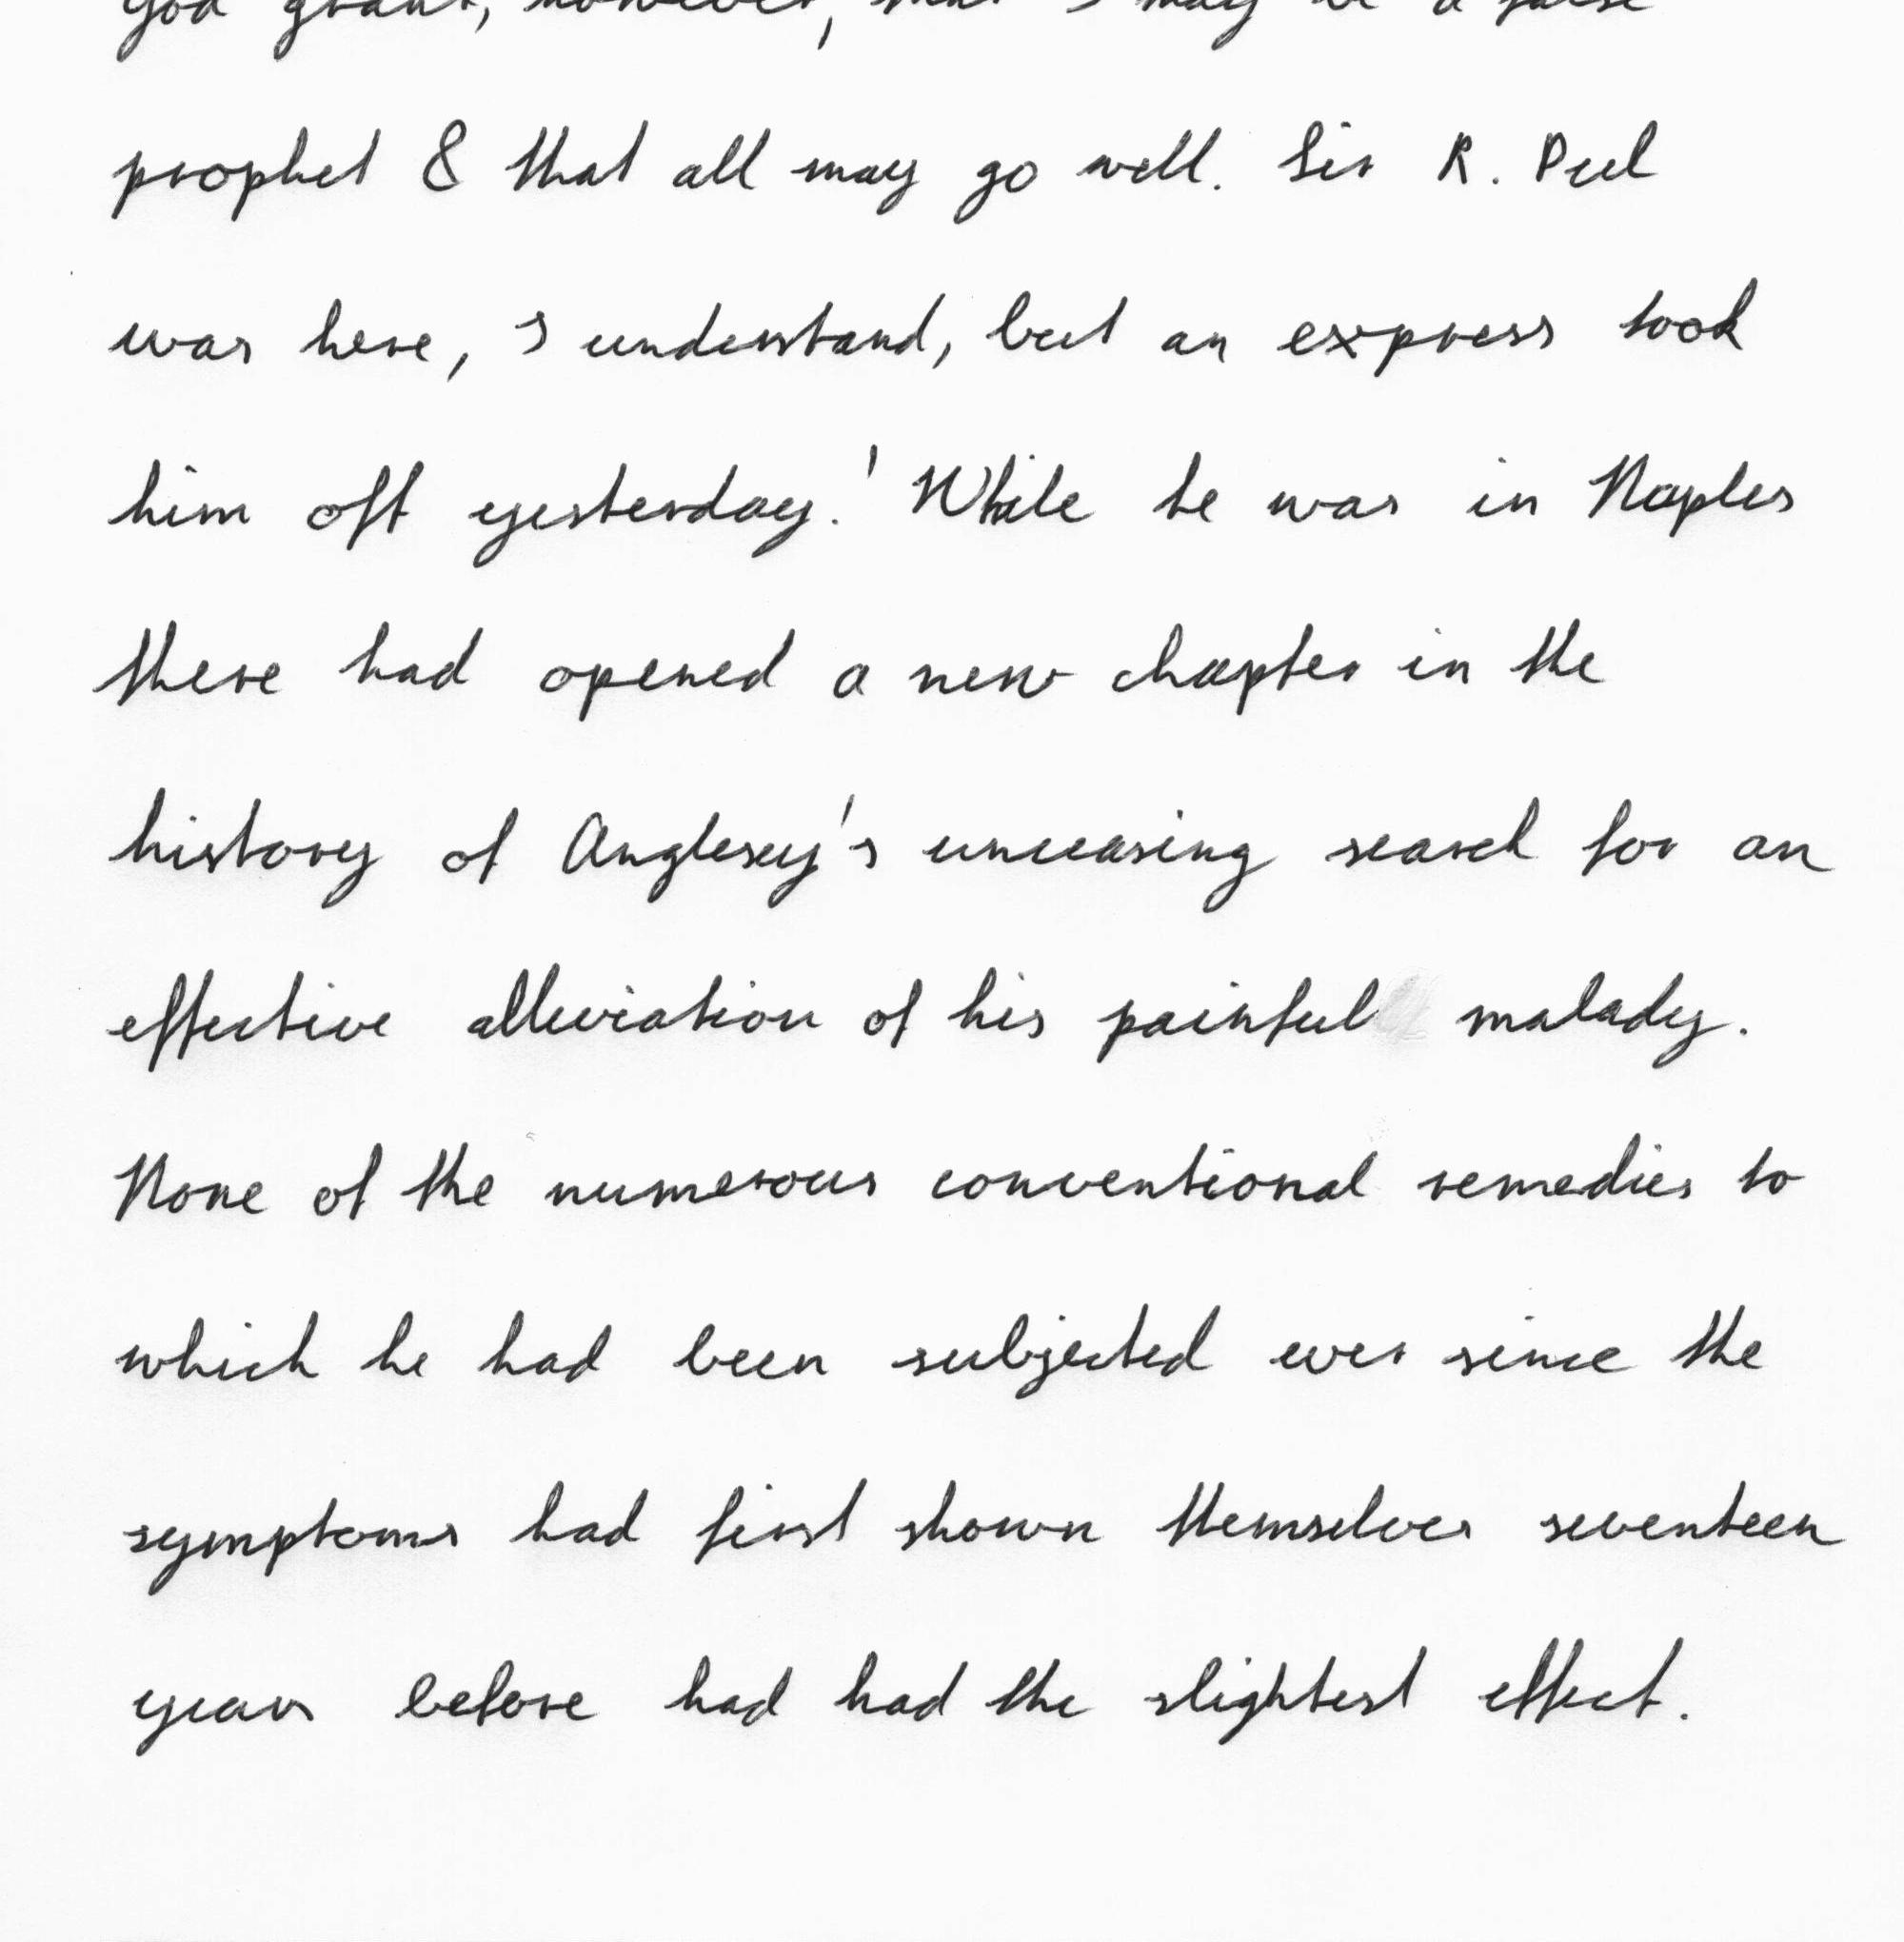 God grant, however, that I may be a false
prophet & that all may go well. Sir R. Peel
was here, I understand, but an express took
him off yesterday.' While he was in Naples
there had opened a new chapter in the
history of Anglesey's unceasing search for an
effective alleviation of his painful malady.
None of the numerous conventional remedies to
which he had been subjected ever since the
symptoms had first shown themselves seventeen
years before had had the slightest effect.